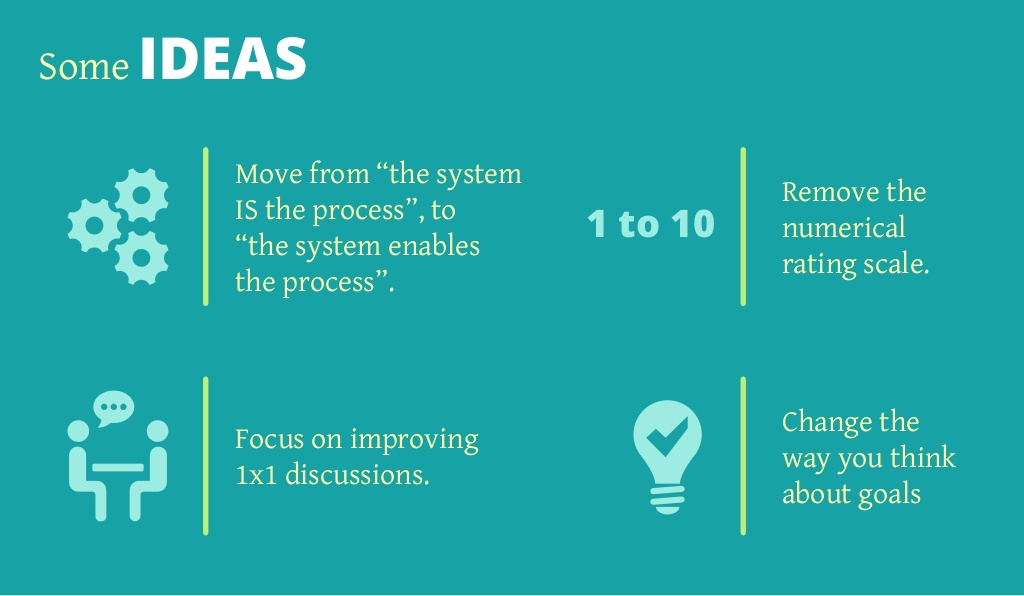 Some IDEAS
Move from “the system
IS the process”, to
“the system enables
the process”.
1 to 10
Remove the
numerical
rating scale.
Focus on improving
1x1 discussions.
Change the
way you think
about goals